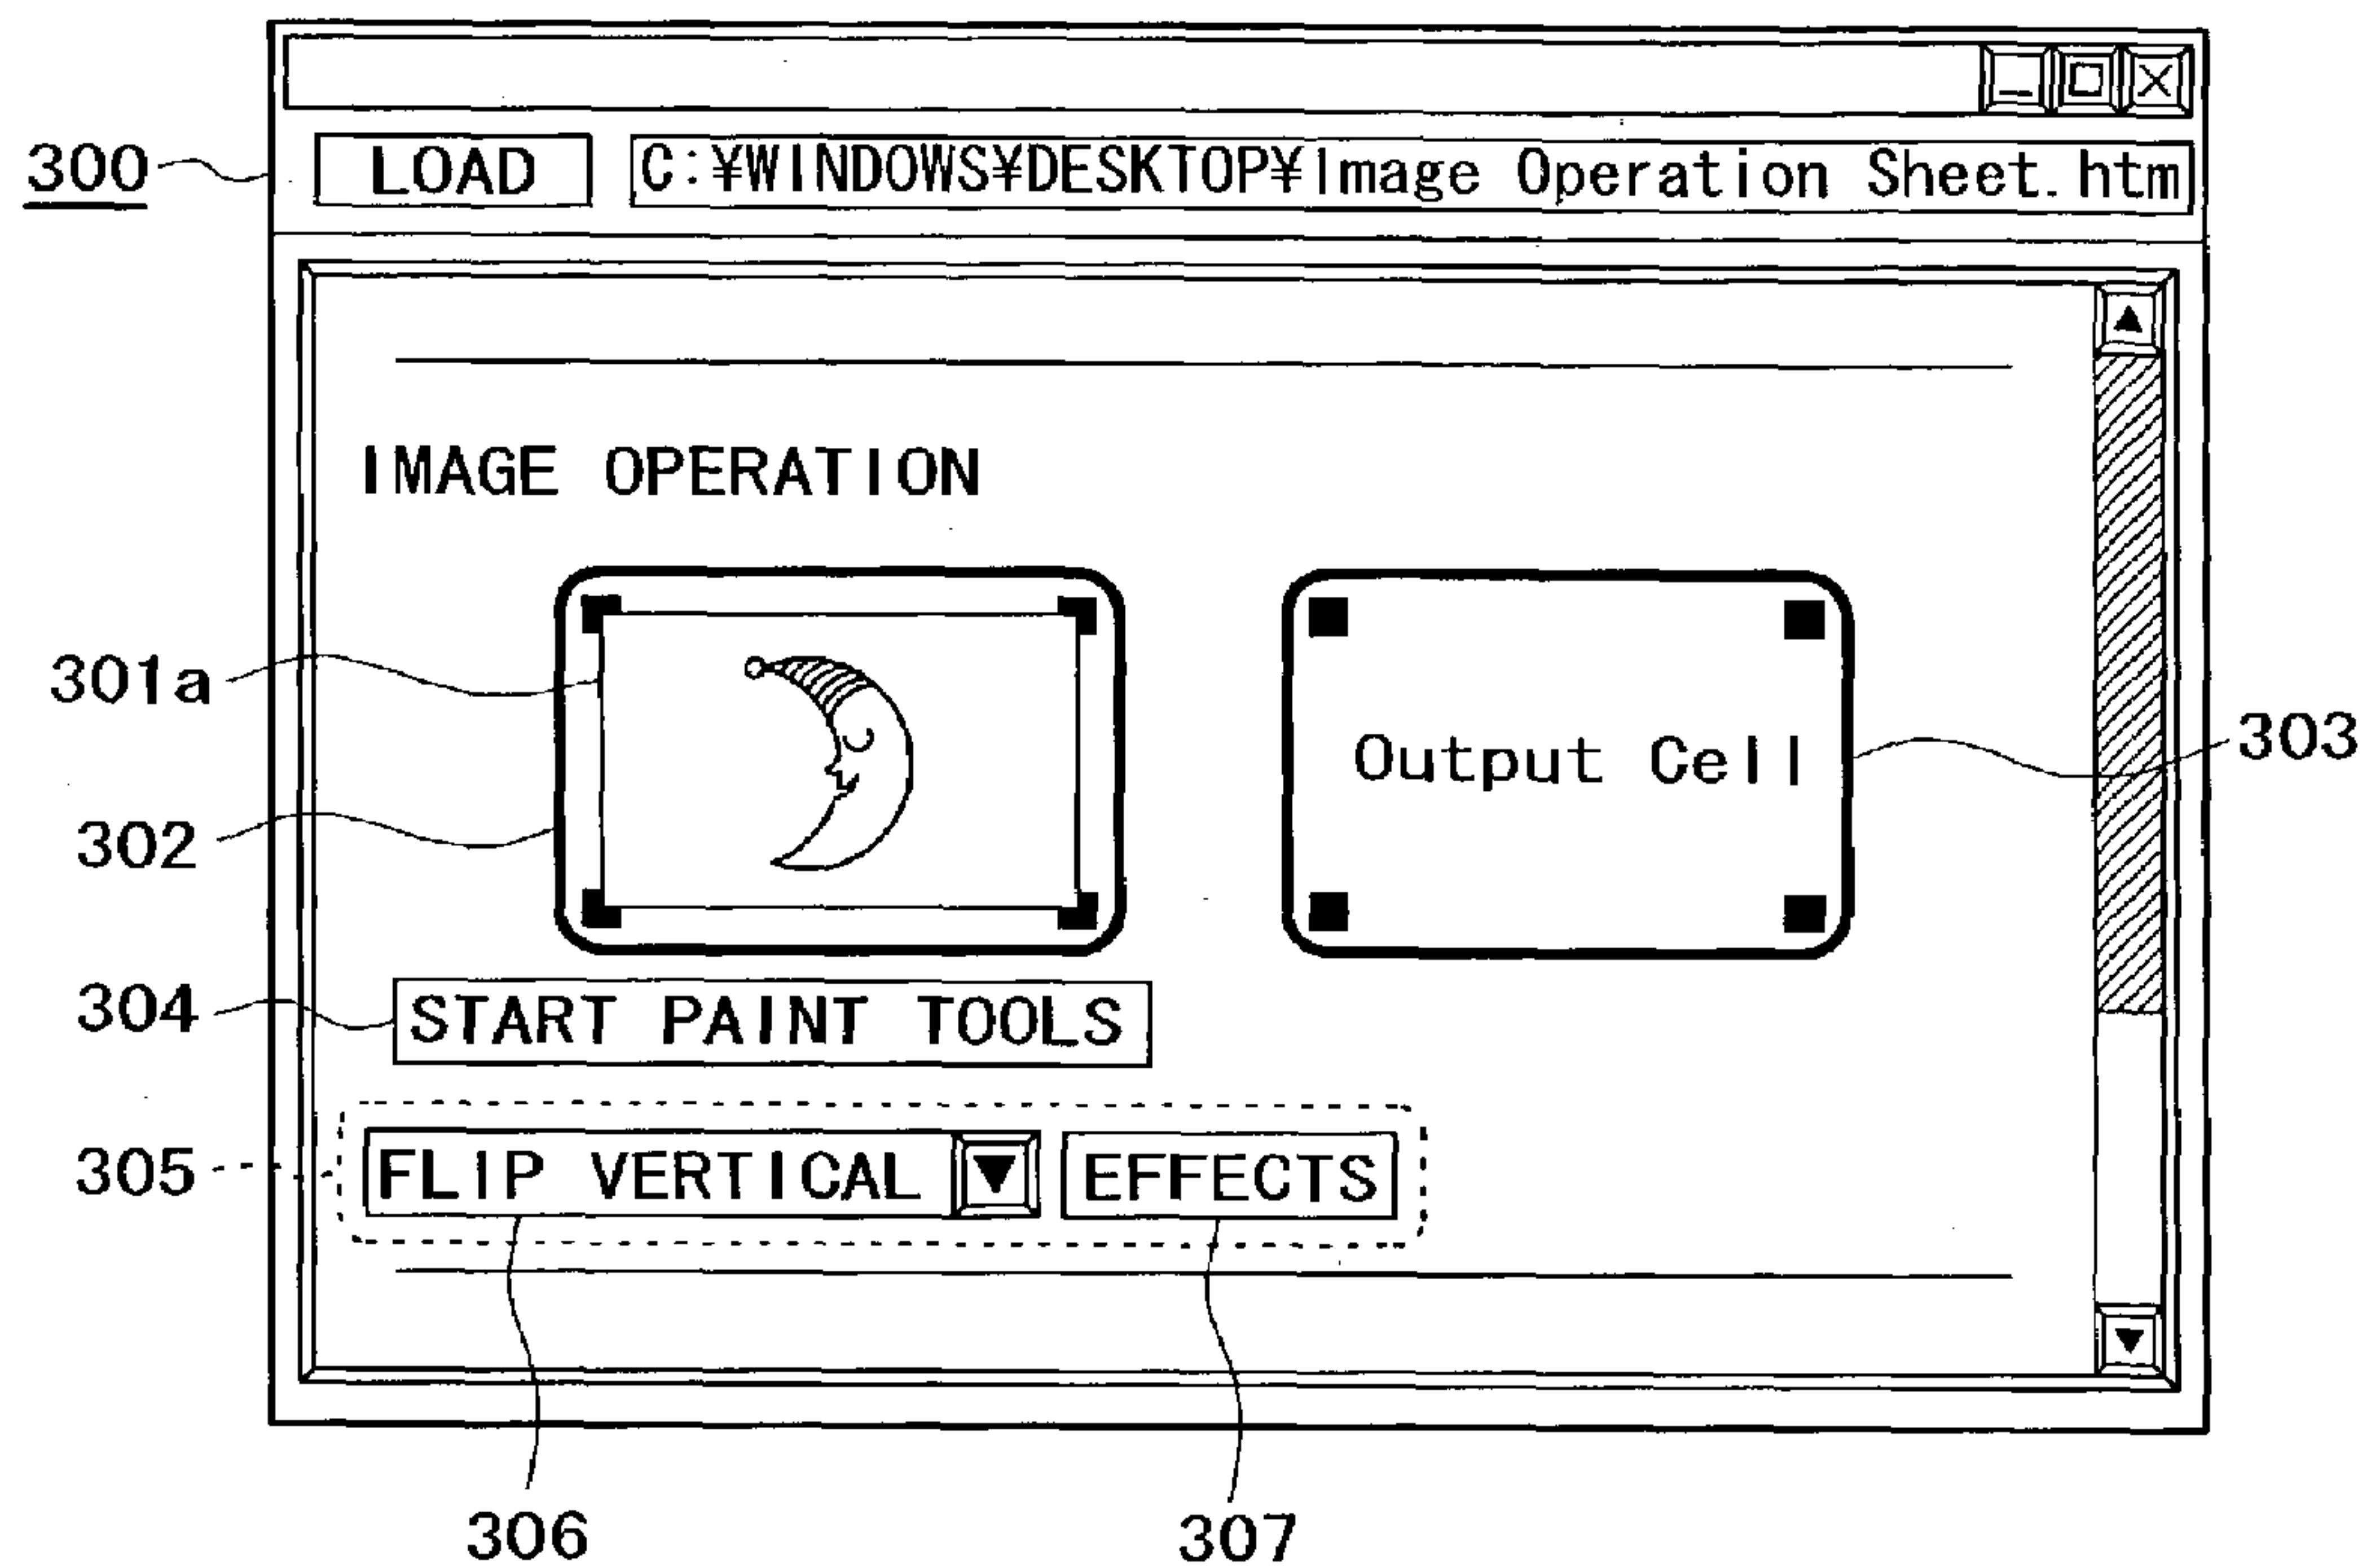 300
LOAD C:¥WINDOWS¥DESKTOP¥Image Operation Sheet.htm
IMAGE OPERATION
301a
Output Cell
303
302
304
START PAINT TOOLS
305
FLIP VERTICAL ▼ EFFECTS
306
307